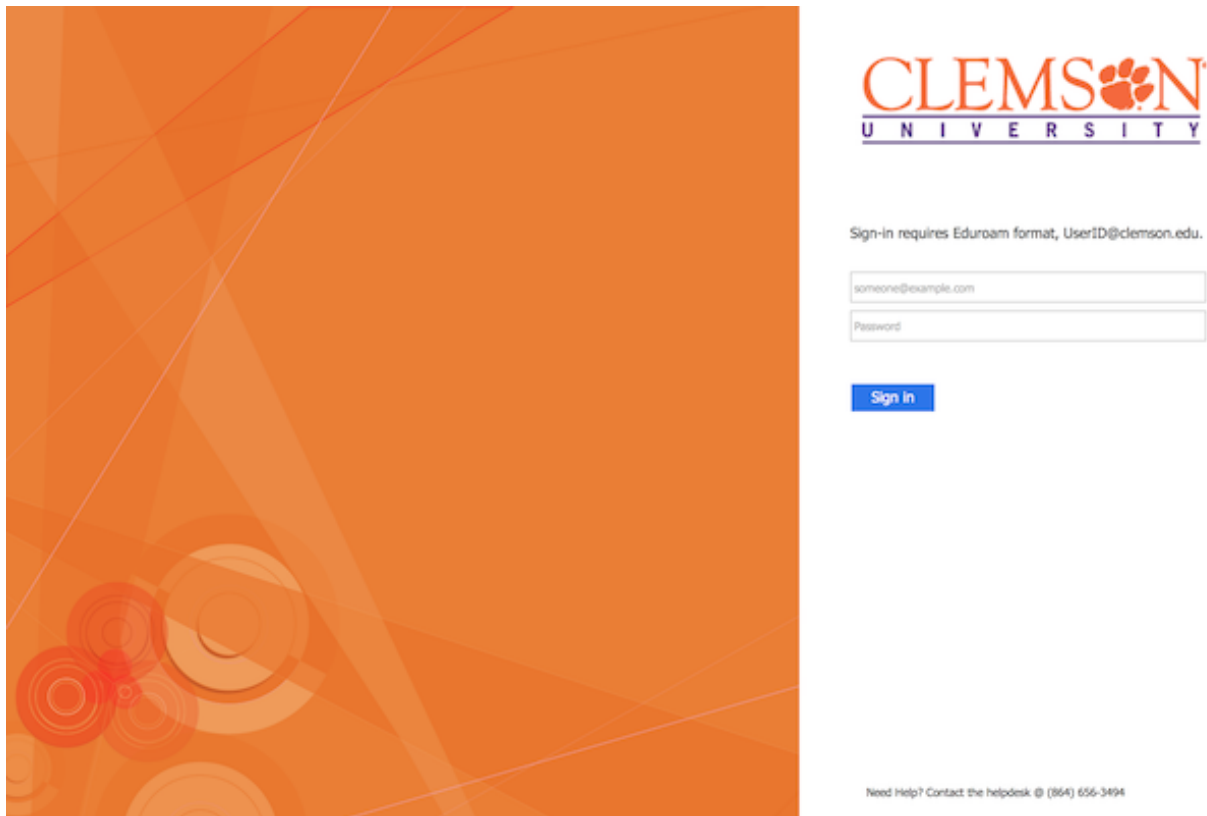 CLEMSON
UNIVERSITY
Sign-in requires Eduroam format, UserID@clemson.edu.
someone@example.com
Password
Sign in
Need Help? Contact the helpdesk @ (864) 656-3494